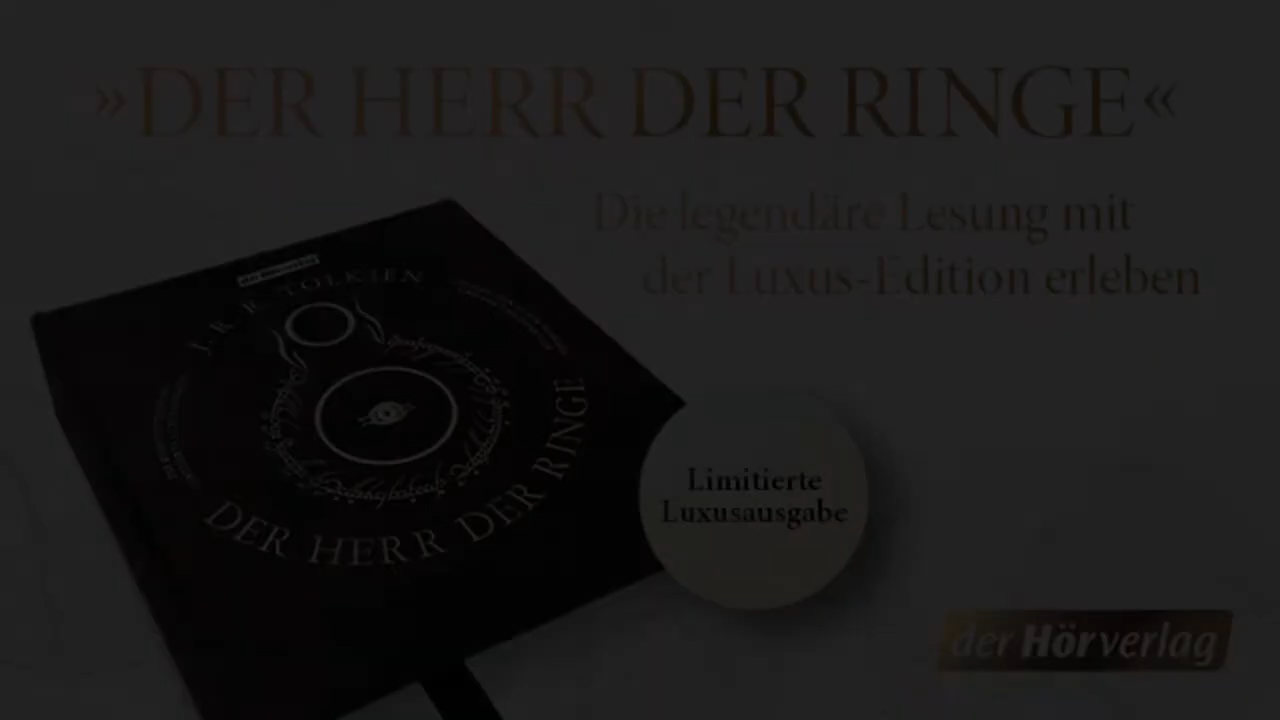 »DER HERR DER RINGE«
Die legendäre Lesung mit
der Luxus-Edition erleben
J. R. R. TOLKIEN
DER HERR DER RINGE
Limitierte
Luxusausgabe
der Hörverlag